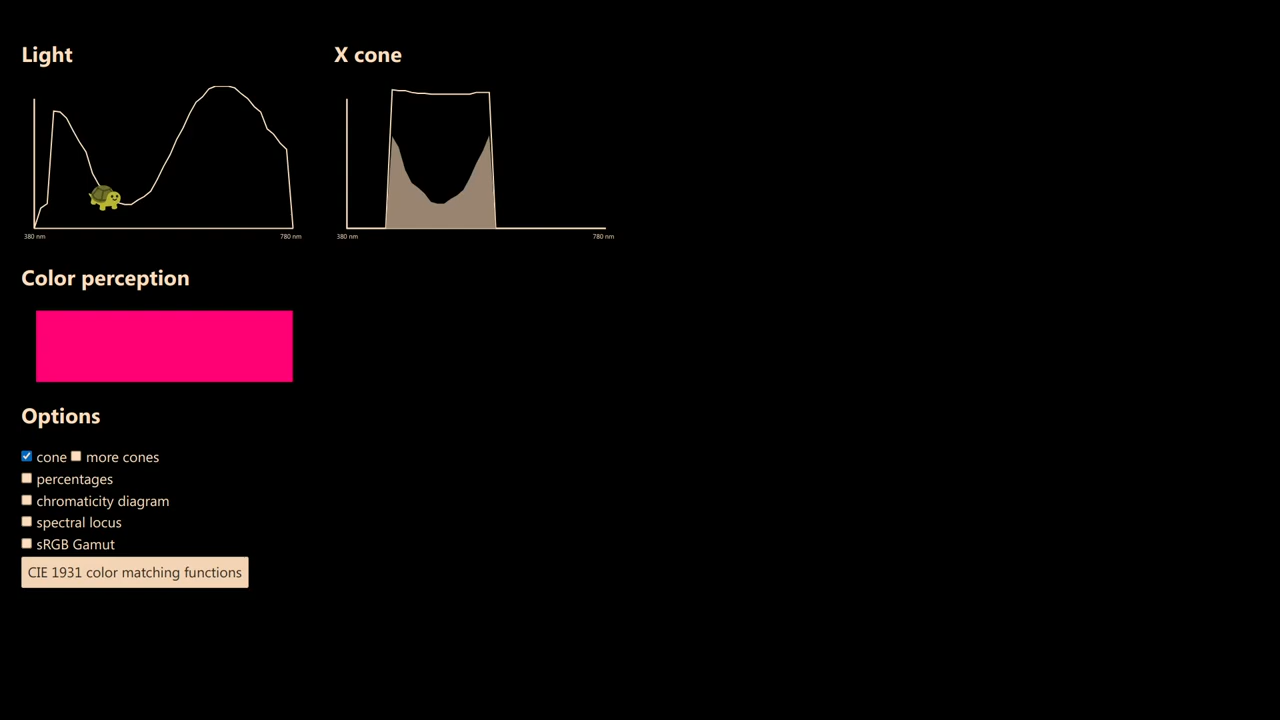 Light
X cone
380 nm
780 nm
380 nm
780 nm
Color perception
Options
cone
more cones
percentages
chromaticity diagram
spectral locus
sRGB Gamut
CIE 1931 color matching functions